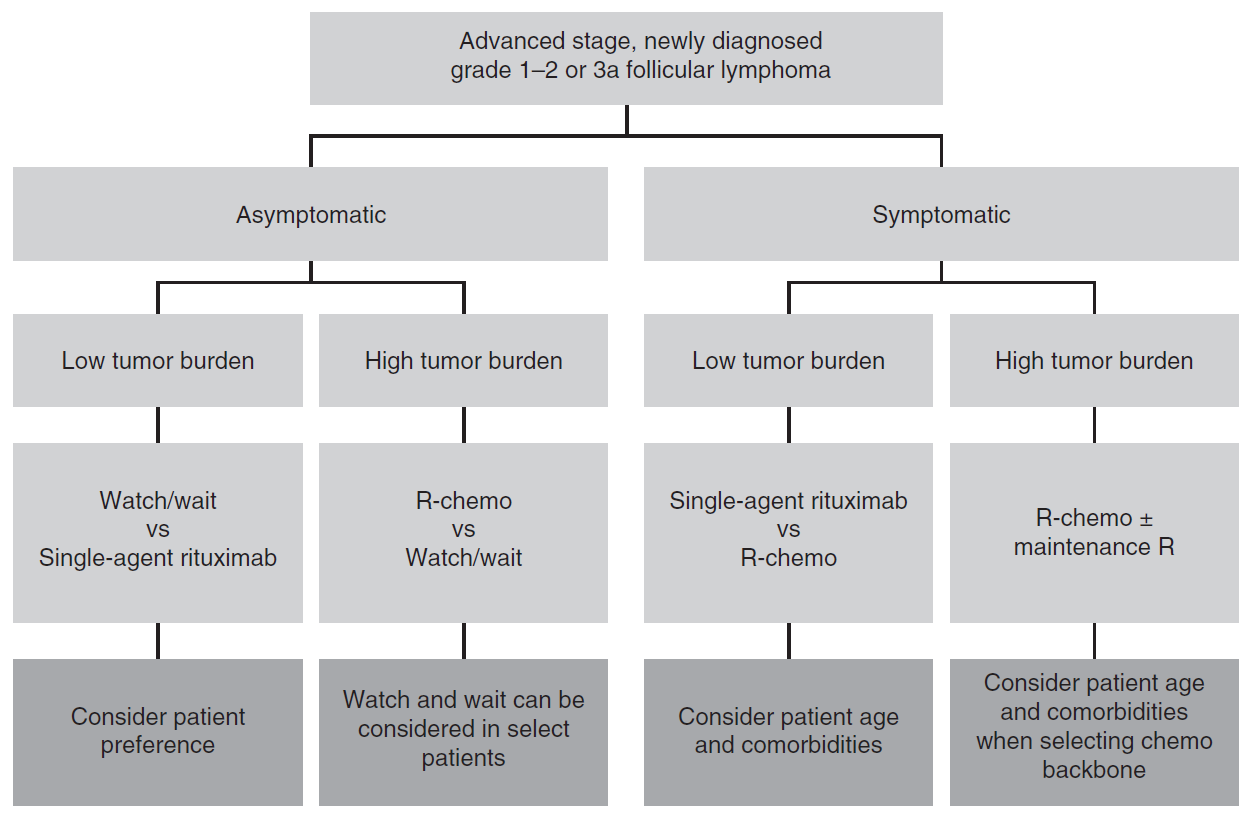 Advanced stage, newly diagnosed
grade 1–2 or 3a follicular lymphoma
Asymptomatic
Symptomatic
Low tumor burden
High tumor burden
Low tumor burden
High tumor burden
Watch/wait
vs
Single-agent rituximab
R-chemo
vs
Watch/wait
Single-agent rituximab
vs
R-chemo
R-chemo ±
maintenance R
Consider patient
preference
Watch and wait can be
considered in select
patients
Consider patient age
and comorbidities
Consider patient age
and comorbidities
when selecting chemo
backbone